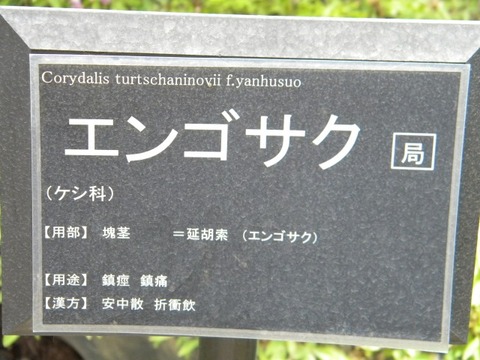 Corydalis turtschaninovii f.yanhusuo
エンゴサク 局
(ケシ科)
【用部】 塊茎 =延胡索 (エンゴサク)
【用途】 鎮痙 鎮痛
【漢方】 安中散 折衝飲